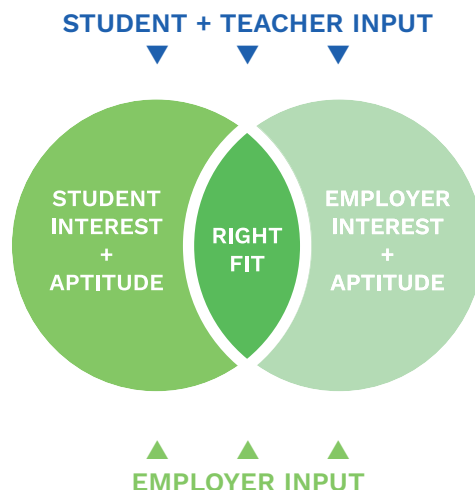 STUDENT + TEACHER INPUT
STUDENT
INTEREST
+
APTITUDE
RIGHT
FIT
EMPLOYER
INTEREST
+
APTITUDE
EMPLOYER INPUT